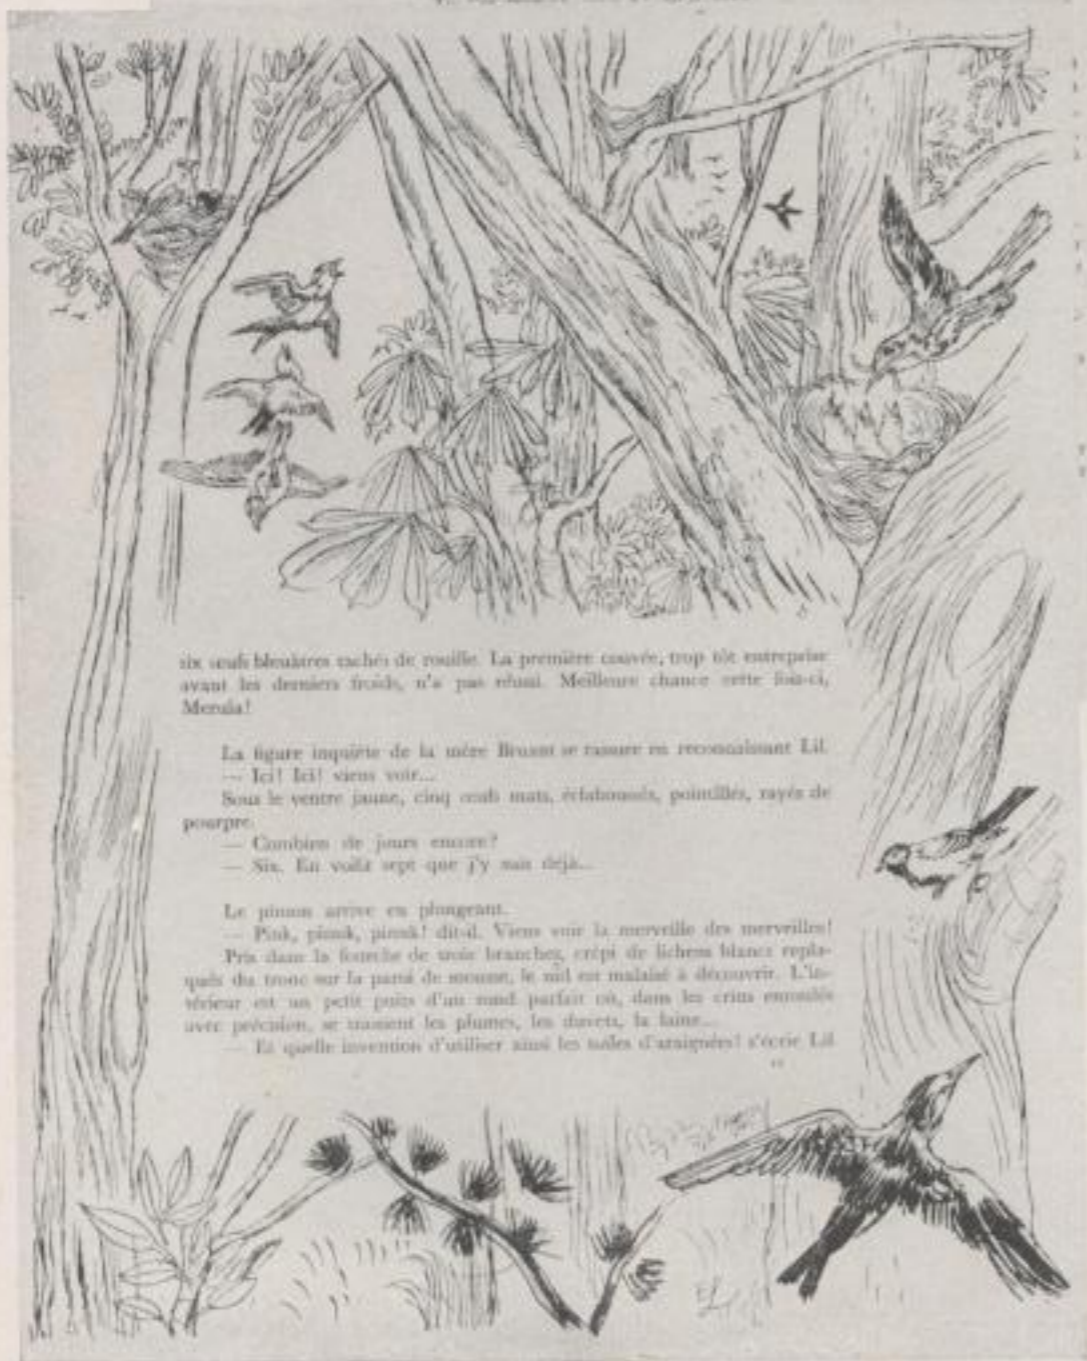 six œufs bleuâtres tachés de rouille. La première couvée, trop tôt entreprise
avant les derniers froids, n'a pas réussi. Meilleure chance cette fois-ci,
Merula!
La figure inquiète de la mère Bruant se rassure en reconnaissant Lil.
— Ici! Ici! viens voir...
Sous le ventre jaune, cinq œufs mats, éclaboussés, pointillés, rayés de
pourpre.
— Combien de jours encore?
— Six. En voilà sept que j'y suis déjà...
Le pinson arrive en plongeant.
— Pink, pinnk, pinnk! dit-il. Viens voir la merveille des merveilles!
Pris dans la fourche de trois branches, crépi de lichens blancs repla-
qués du tronc sur la paroi de mousse, le nid est malaisé à découvrir. L'in-
térieur est un petit puits d'un rond parfait où, dans les crins enroulés
avec précision, se tassent les plumes, les duvets, la laine...
— Et quelle invention d'utiliser ainsi les toiles d'araignées! s'écrie Lil